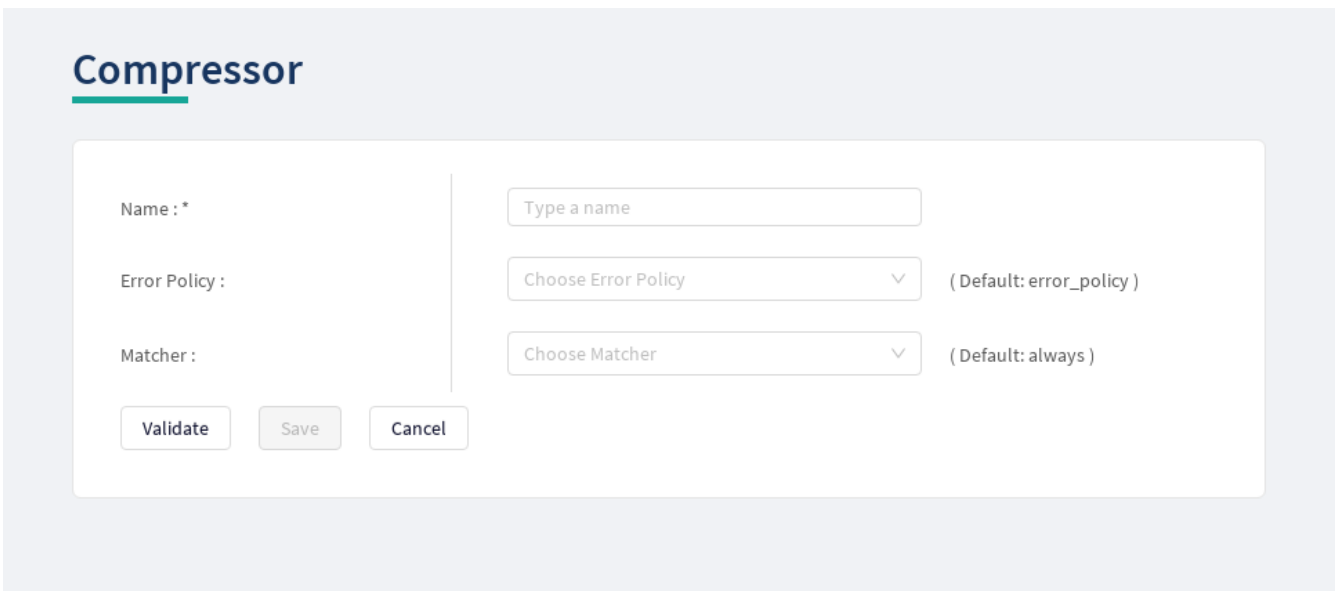 Compressor
Name : * Type a name
Error Policy : Choose Error Policy ( Default: error_policy )
Matcher : Choose Matcher ( Default: always )
Validate Save Cancel